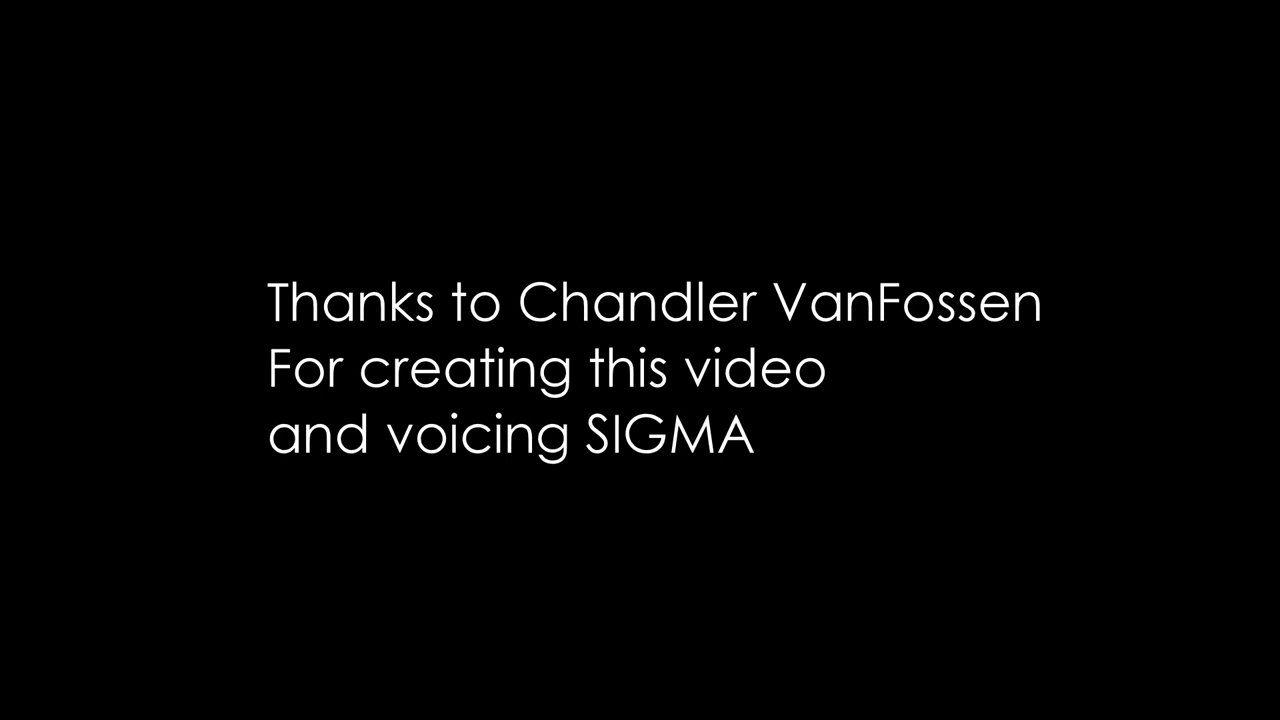 Thanks to Chandler VanFossen
For creating this video
and voicing SIGMA